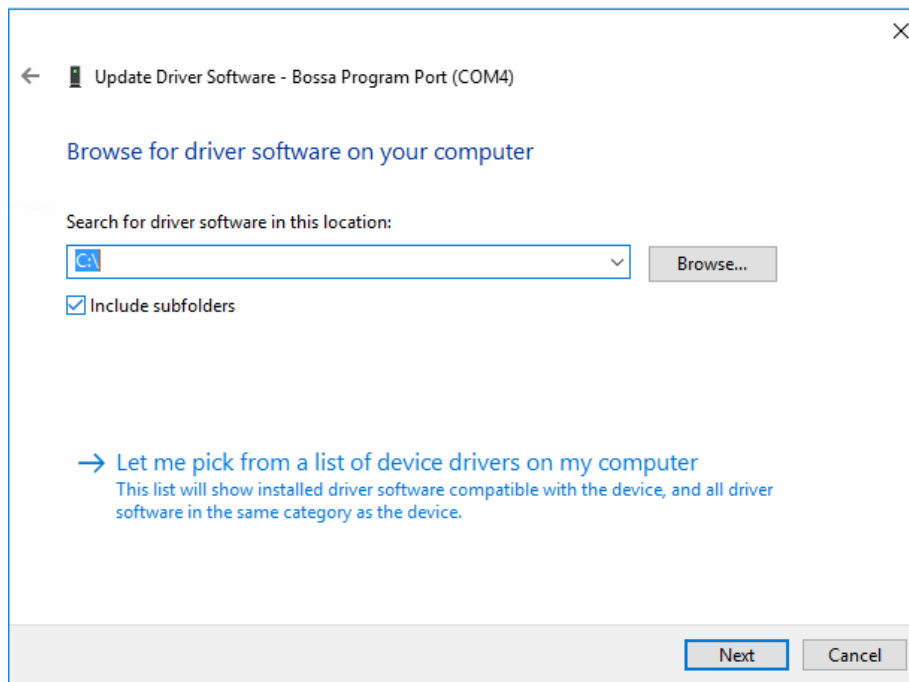 Update Driver Software - Bossa Program Port (COM4)
Browse for driver software on your computer
Search for driver software in this location:
C:\
Browse...
Include subfolders
Let me pick from a list of device drivers on my computer
This list will show installed driver software compatible with the device, and all driver
software in the same category as the device.
Next
Cancel